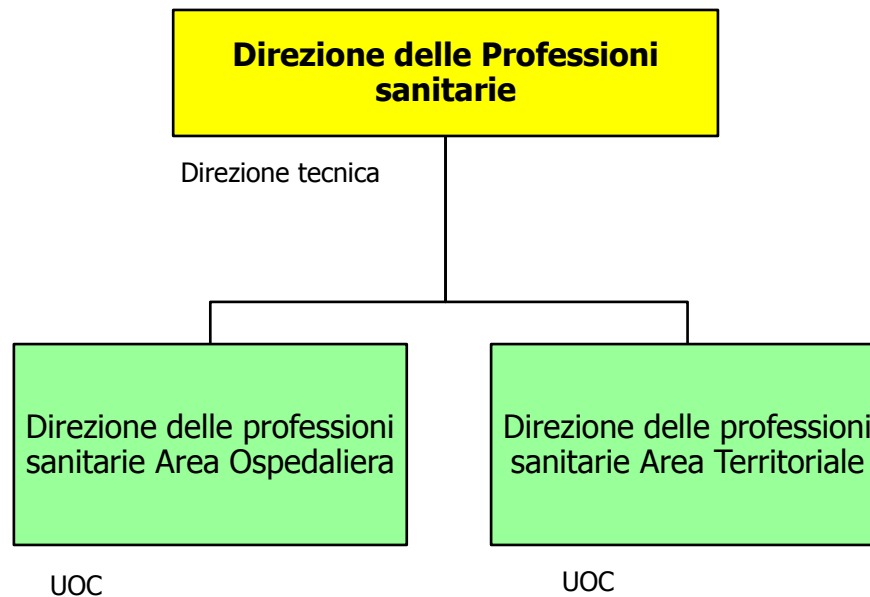 Direzione delle Professioni
sanitarie
Direzione tecnica
Direzione delle professioni
sanitarie Area Ospedaliera
Direzione delle professioni
sanitarie Area Territoriale
UOC
UOC